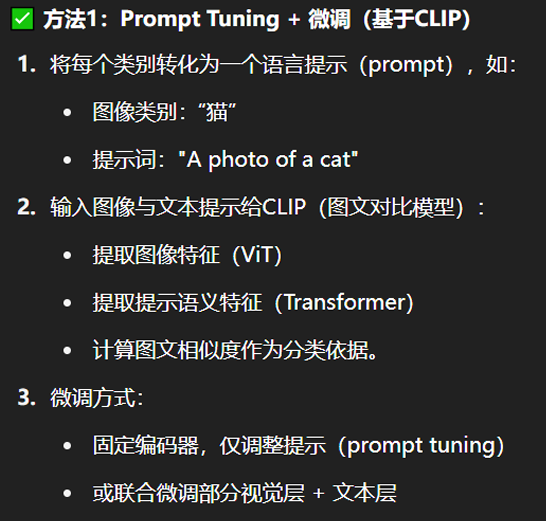 ✅ 方法1：Prompt Tuning + 微调（基于CLIP）
1. 将每个类别转化为一个语言提示（prompt），如：
• 图像类别：“猫”
• 提示词："A photo of a cat"
2. 输入图像与文本提示给CLIP（图文对比模型）：
• 提取图像特征（ViT）
• 提取提示语义特征（Transformer）
• 计算图文相似度作为分类依据。
3. 微调方式：
• 固定编码器，仅调整提示（prompt tuning）
• 或联合微调部分视觉层 + 文本层